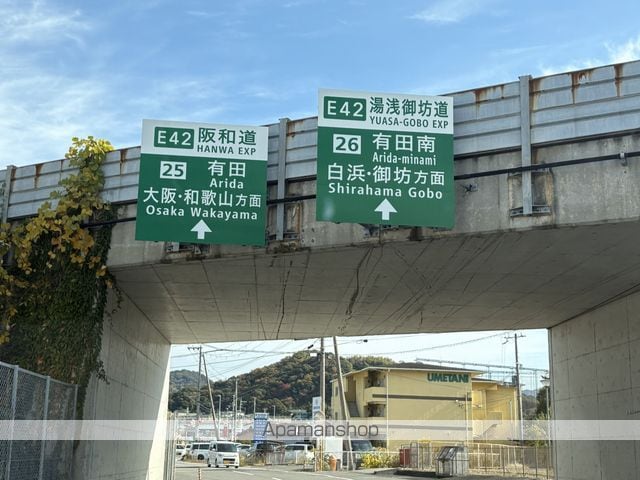 E42 阪和道
HANWA EXP
25 有田
Arida
大阪・和歌山方面
Osaka Wakayama
E42 湯浅御坊道
YUASA-GOBO EXP
26 有田南
Arida-minami
白浜・御坊方面
Shirahama Gobo
UMETANI
Apamanshop